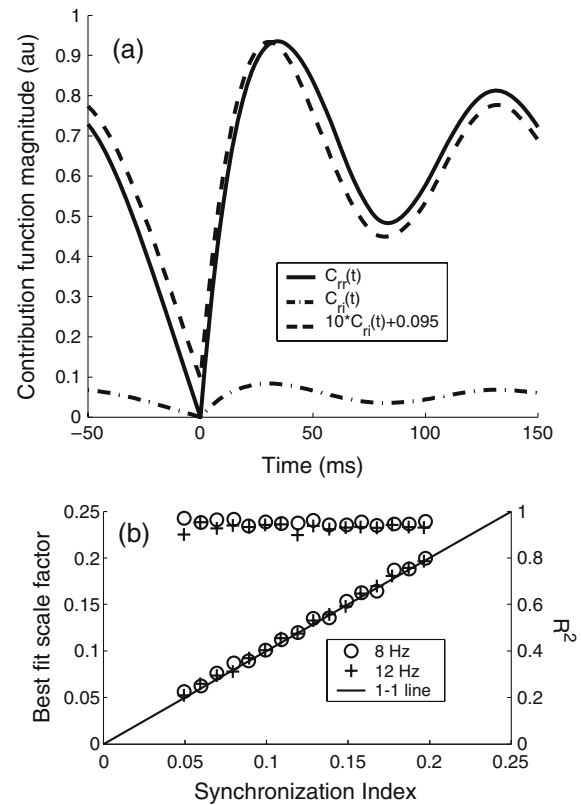 (a)
Contribution function magnitude (au)
1
0.9
0.8
0.7
0.6
0.5
0.4
0.3
0.2
0.1
0
C_rr(t)
C_ri(t)
10*C_ri(t)+0.095
−50
0
50
100
150
Time (ms)
(b)
Best fit scale factor
0.25
0.2
0.15
0.1
0.05
0
8 Hz
12 Hz
1-1 line
1
0.8
0.6
0.4
0.2
0
R²
0
0.05
0.1
0.15
0.2
0.25
Synchronization Index